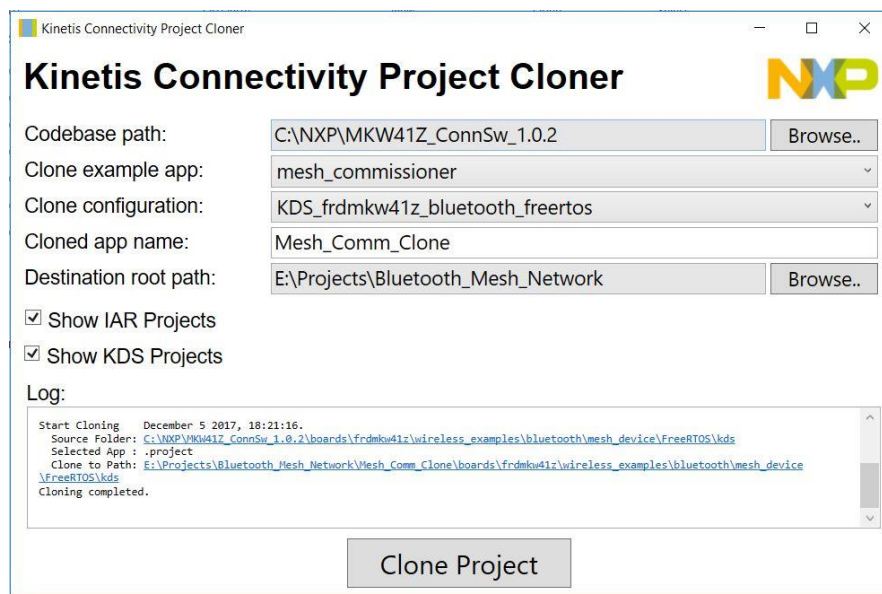 Kinetis Connectivity Project Cloner
Kinetis Connectivity Project Cloner
NXP
Codebase path:
C:\NXP\MKW41Z_ConnSw_1.0.2
Browse..
Clone example app:
mesh_commissioner
Clone configuration:
KDS_frdmkw41z_bluetooth_freertos
Cloned app name:
Mesh_Comm_Clone
Destination root path:
E:\Projects\Bluetooth_Mesh_Network
Browse..
Show IAR Projects
Show KDS Projects
Log:
Start Cloning    December 5 2017, 18:21:16.
Source Folder: C:\NXP\MKW41Z_ConnSw_1.0.2\boards\frdmkw41z\wireless_examples\bluetooth\mesh_device\FreeRTOS\kds
Selected App : .project
Clone to Path: E:\Projects\Bluetooth_Mesh_Network\Mesh_Comm_Clone\boards\frdmkw41z\wireless_examples\bluetooth\mesh_device
\FreeRTOS\kds
Cloning completed.
Clone Project